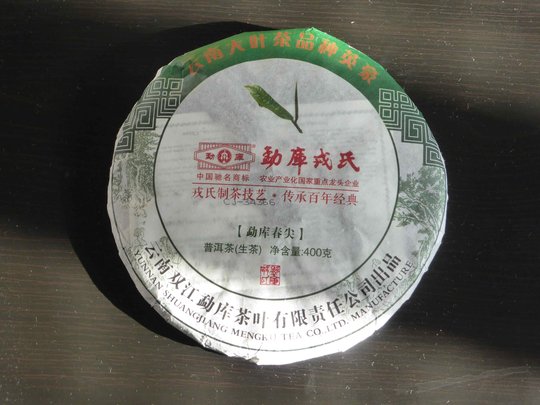 云南大叶茶品种英豪
勐库
勐库戎氏
中国驰名商标
农业产业化国家重点龙头企业
戎氏制茶技艺·传承百年经典
【勐库春尖】
普洱茶(生茶) 净含量:400克
云南双江勐库茶叶有限责任公司出品
YUNNAN SHUANGJIANG MENGKU TEA CO.LTD. MANUFACTURE